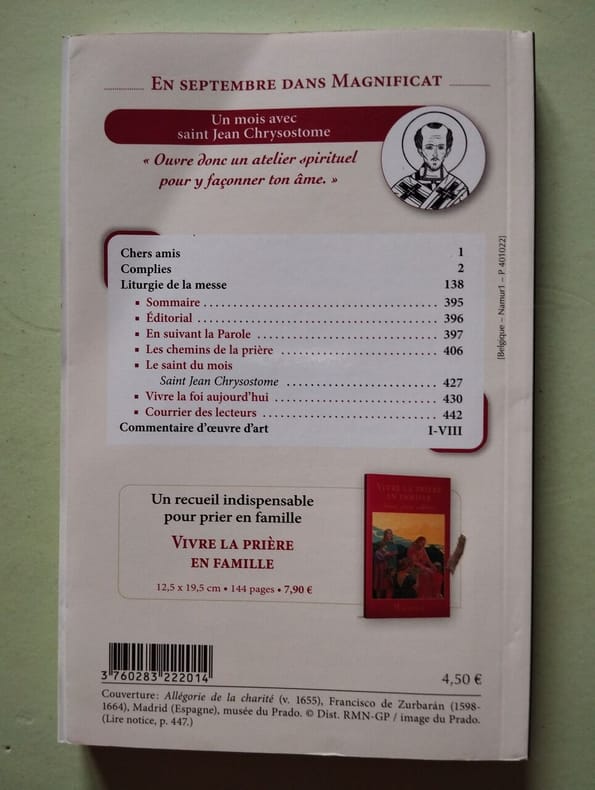 En septembre dans Magnificat
Un mois avec
saint Jean Chrysostome
« Ouvre donc un atelier spirituel
pour y façonner ton âme. »
Chers amis 1
Complies 2
Liturgie de la messe 138
▪ Sommaire 395
▪ Éditorial 396
▪ En suivant la Parole 397
▪ Les chemins de la prière 406
▪ Le saint du mois
Saint Jean Chrysostome 427
▪ Vivre la foi aujourd'hui 430
▪ Courrier des lecteurs 442
Commentaire d'œuvre d'art I-VIII
[Belgique – Namur1 – P 401022]
Un recueil indispensable
pour prier en famille
Vivre la prière
en famille
12,5 x 19,5 cm • 144 pages • 7,90 €
Vivre la prière
en famille
3 760283 222014
4,50 €
Couverture : Allégorie de la charité (v. 1655), Francisco de Zurbarán (1598-
1664), Madrid (Espagne), musée du Prado. © Dist. RMN-GP / image du Prado.
(Lire notice, p. 447.)